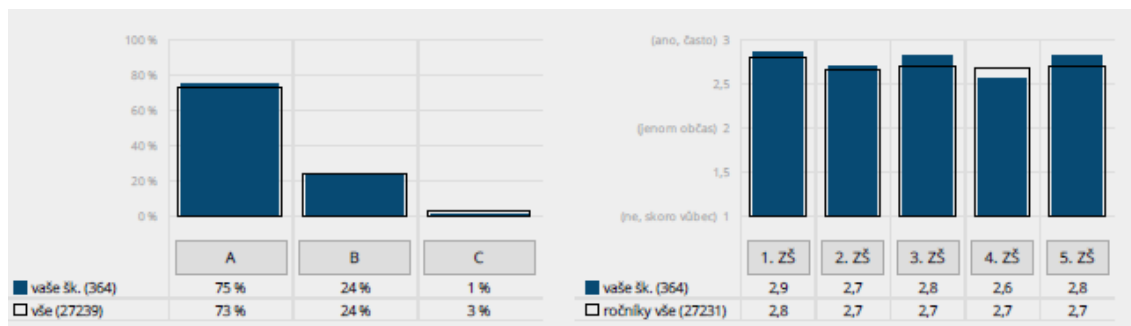 100 %
80 %
60 %
40 %
20 %
0 %
A B C
vaše šk. (364) 75 % 24 % 1 %
vše (27239) 73 % 24 % 3 %
(ano, často) 3
2,5
(jenom občas) 2
1,5
(ne, skoro vůbec) 1
1. ZŠ 2. ZŠ 3. ZŠ 4. ZŠ 5. ZŠ
vaše šk. (364) 2,9 2,7 2,8 2,6 2,8
ročníky vše (27231) 2,8 2,7 2,7 2,7 2,7